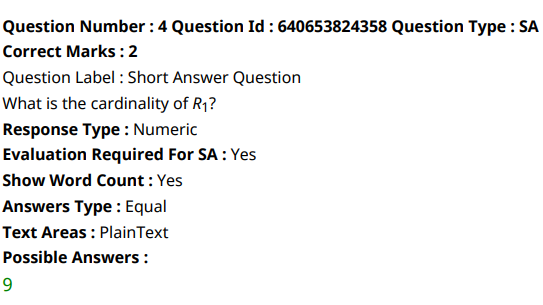 Question Number : 4 Question Id : 640653824358 Question Type : SA
Correct Marks : 2
Question Label : Short Answer Question
What is the cardinality of R₁?
Response Type : Numeric
Evaluation Required For SA : Yes
Show Word Count : Yes
Answers Type : Equal
Text Areas : PlainText
Possible Answers :
9